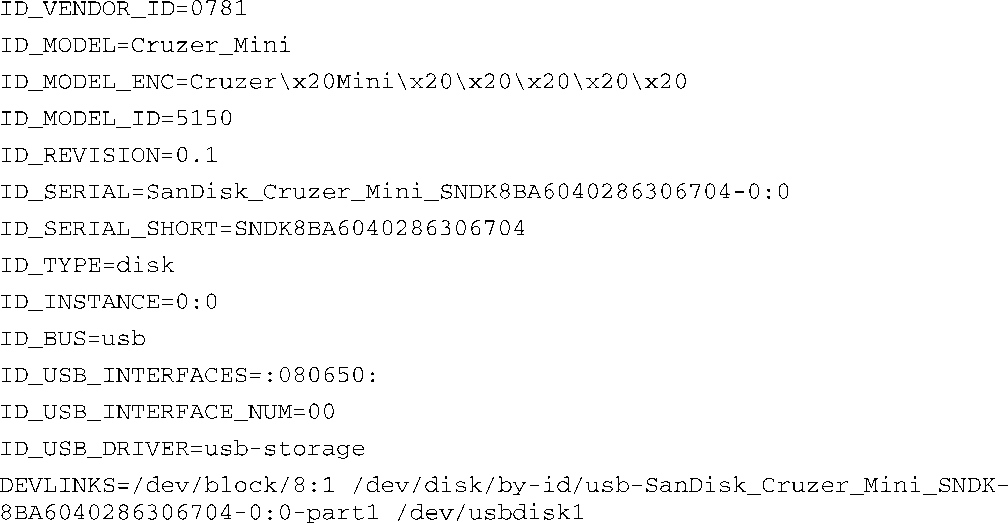 ID_VENDOR_ID=0781
ID_MODEL=Cruzer_Mini
ID_MODEL_ENC=Cruzer\x20Mini\x20\x20\x20\x20\x20
ID_MODEL_ID=5150
ID_REVISION=0.1
ID_SERIAL=SanDisk_Cruzer_Mini_SNDK8BA6040286306704-0:0
ID_SERIAL_SHORT=SNDK8BA6040286306704
ID_TYPE=disk
ID_INSTANCE=0:0
ID_BUS=usb
ID_USB_INTERFACES=:080650:
ID_USB_INTERFACE_NUM=00
ID_USB_DRIVER=usb-storage
DEVLINKS=/dev/block/8:1 /dev/disk/by-id/usb-SanDisk_Cruzer_Mini_SNDK-
8BA6040286306704-0:0-part1 /dev/usbdisk1